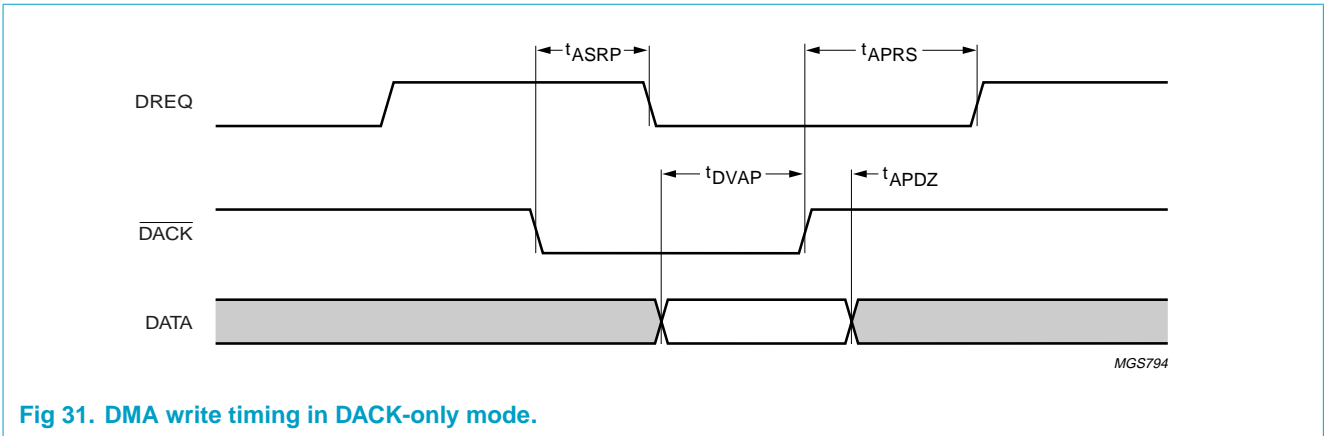 tASRP
tAPRS
DREQ
tDVAP
tAPDZ
DACK
DATA
MGS794
Fig 31. DMA write timing in DACK-only mode.